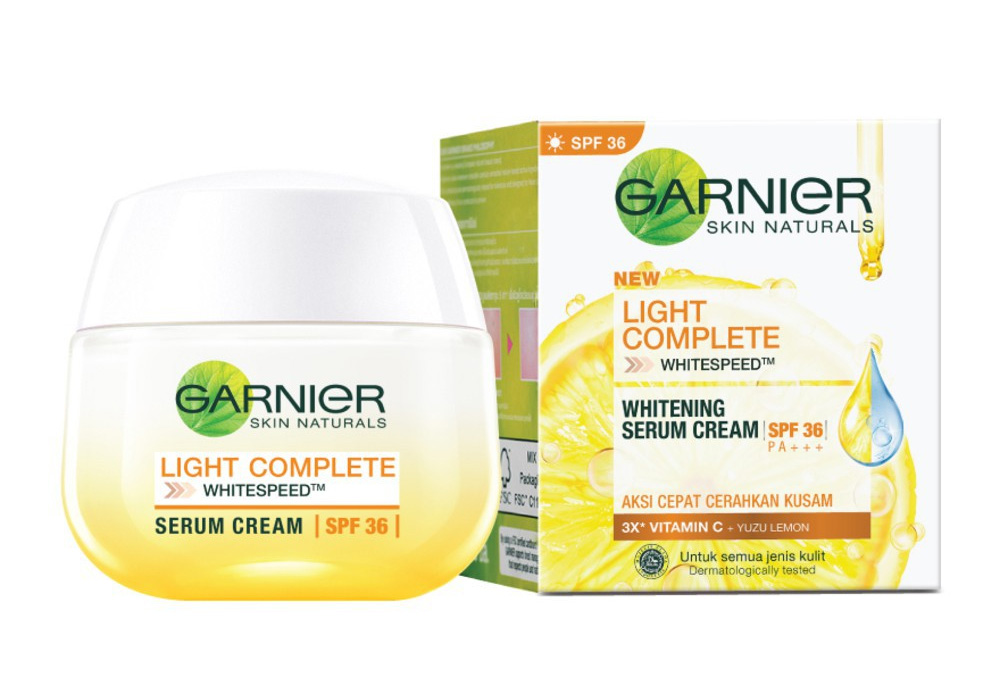 GARNIER
SKIN NATURALS
LIGHT COMPLETE
WHITESPEED™
SERUM CREAM | SPF 36 |
SPF 36
GARNIER
SKIN NATURALS
NEW
LIGHT
COMPLETE
WHITESPEED™
WHITENING
SERUM CREAM | SPF 36 |
PA+++
AKSI CEPAT CERAHKAN KUSAM
3X* VITAMIN C + YUZU LEMON
Untuk semua jenis kulit
Dermatologically tested
MIX